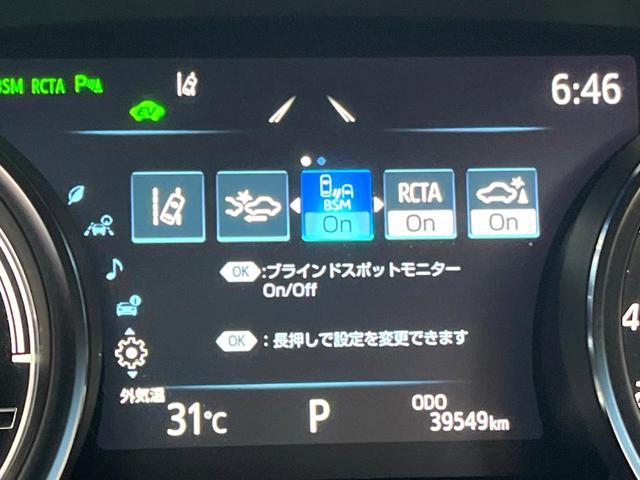 BSM RCTA P
EV
6:46
BSM
On
RCTA
On
On
OK :ブラインドスポットモニター
On/Off
OK :長押しで設定を変更できます
外気温
31℃
P
ODO
39549km
4